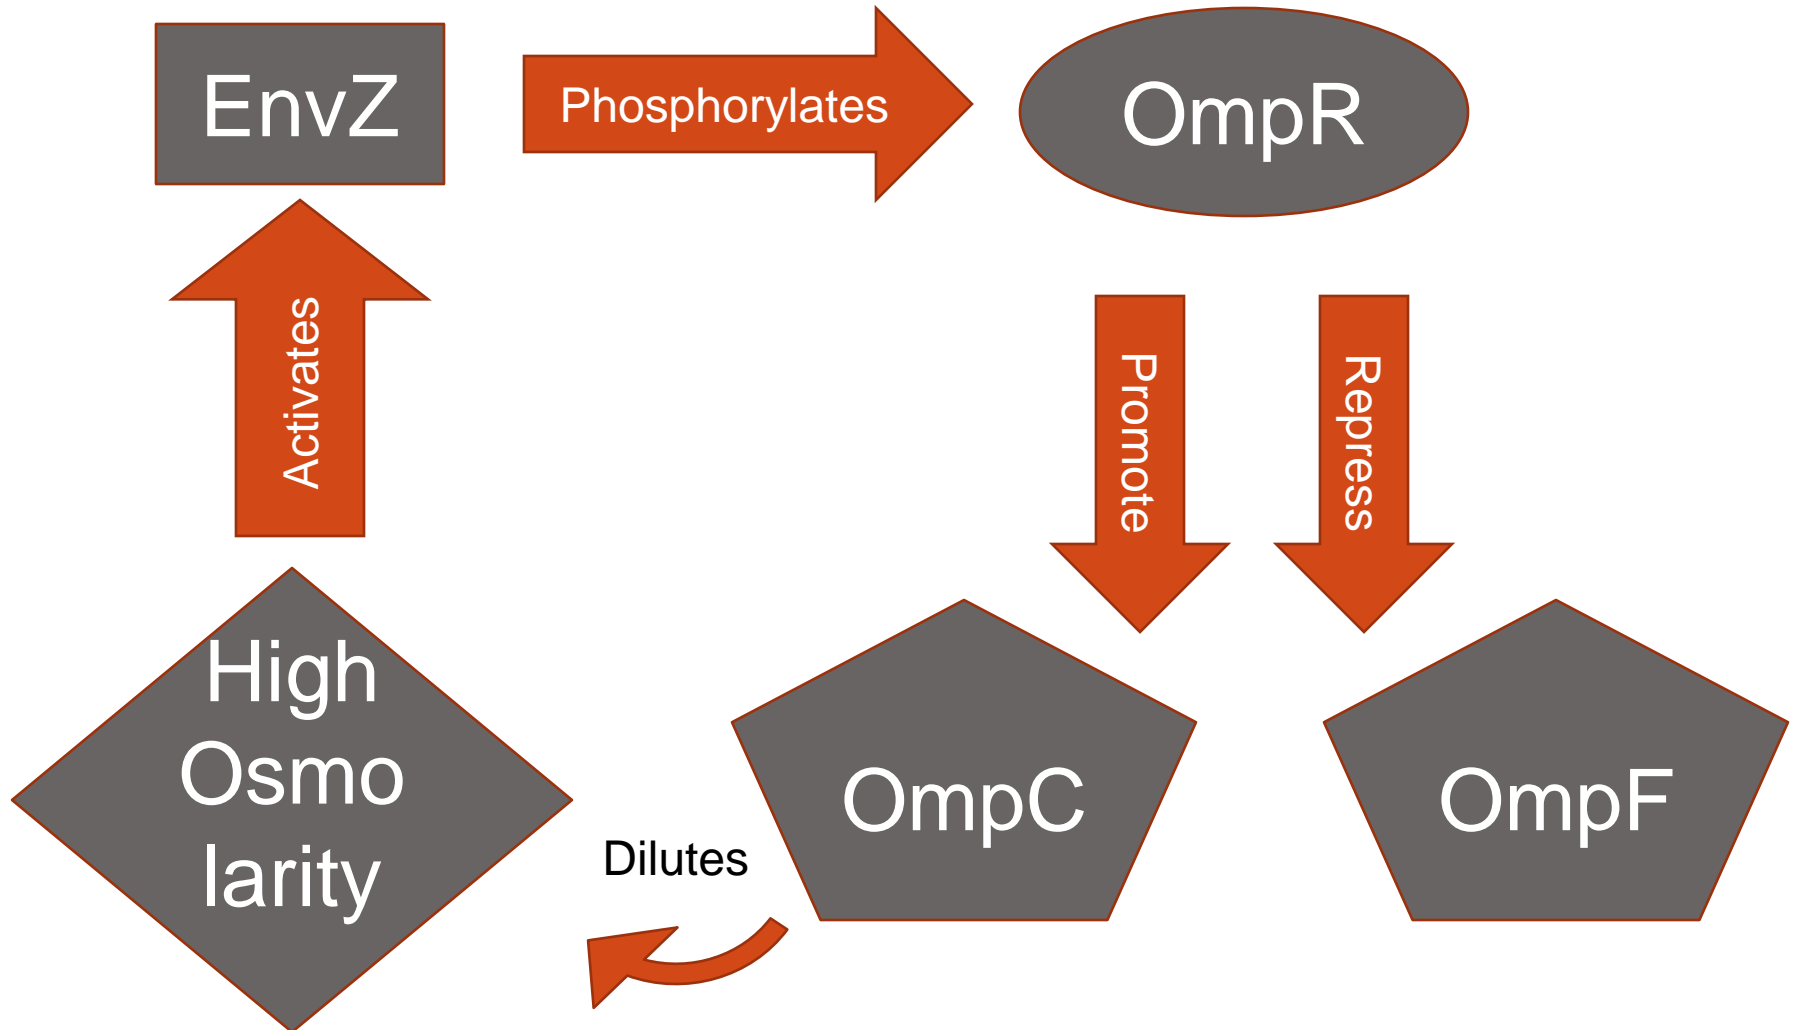 EnvZ
Phosphorylates
OmpR
Activates
Promote
Repress
High
Osmo
larity
Dilutes
OmpC
OmpF